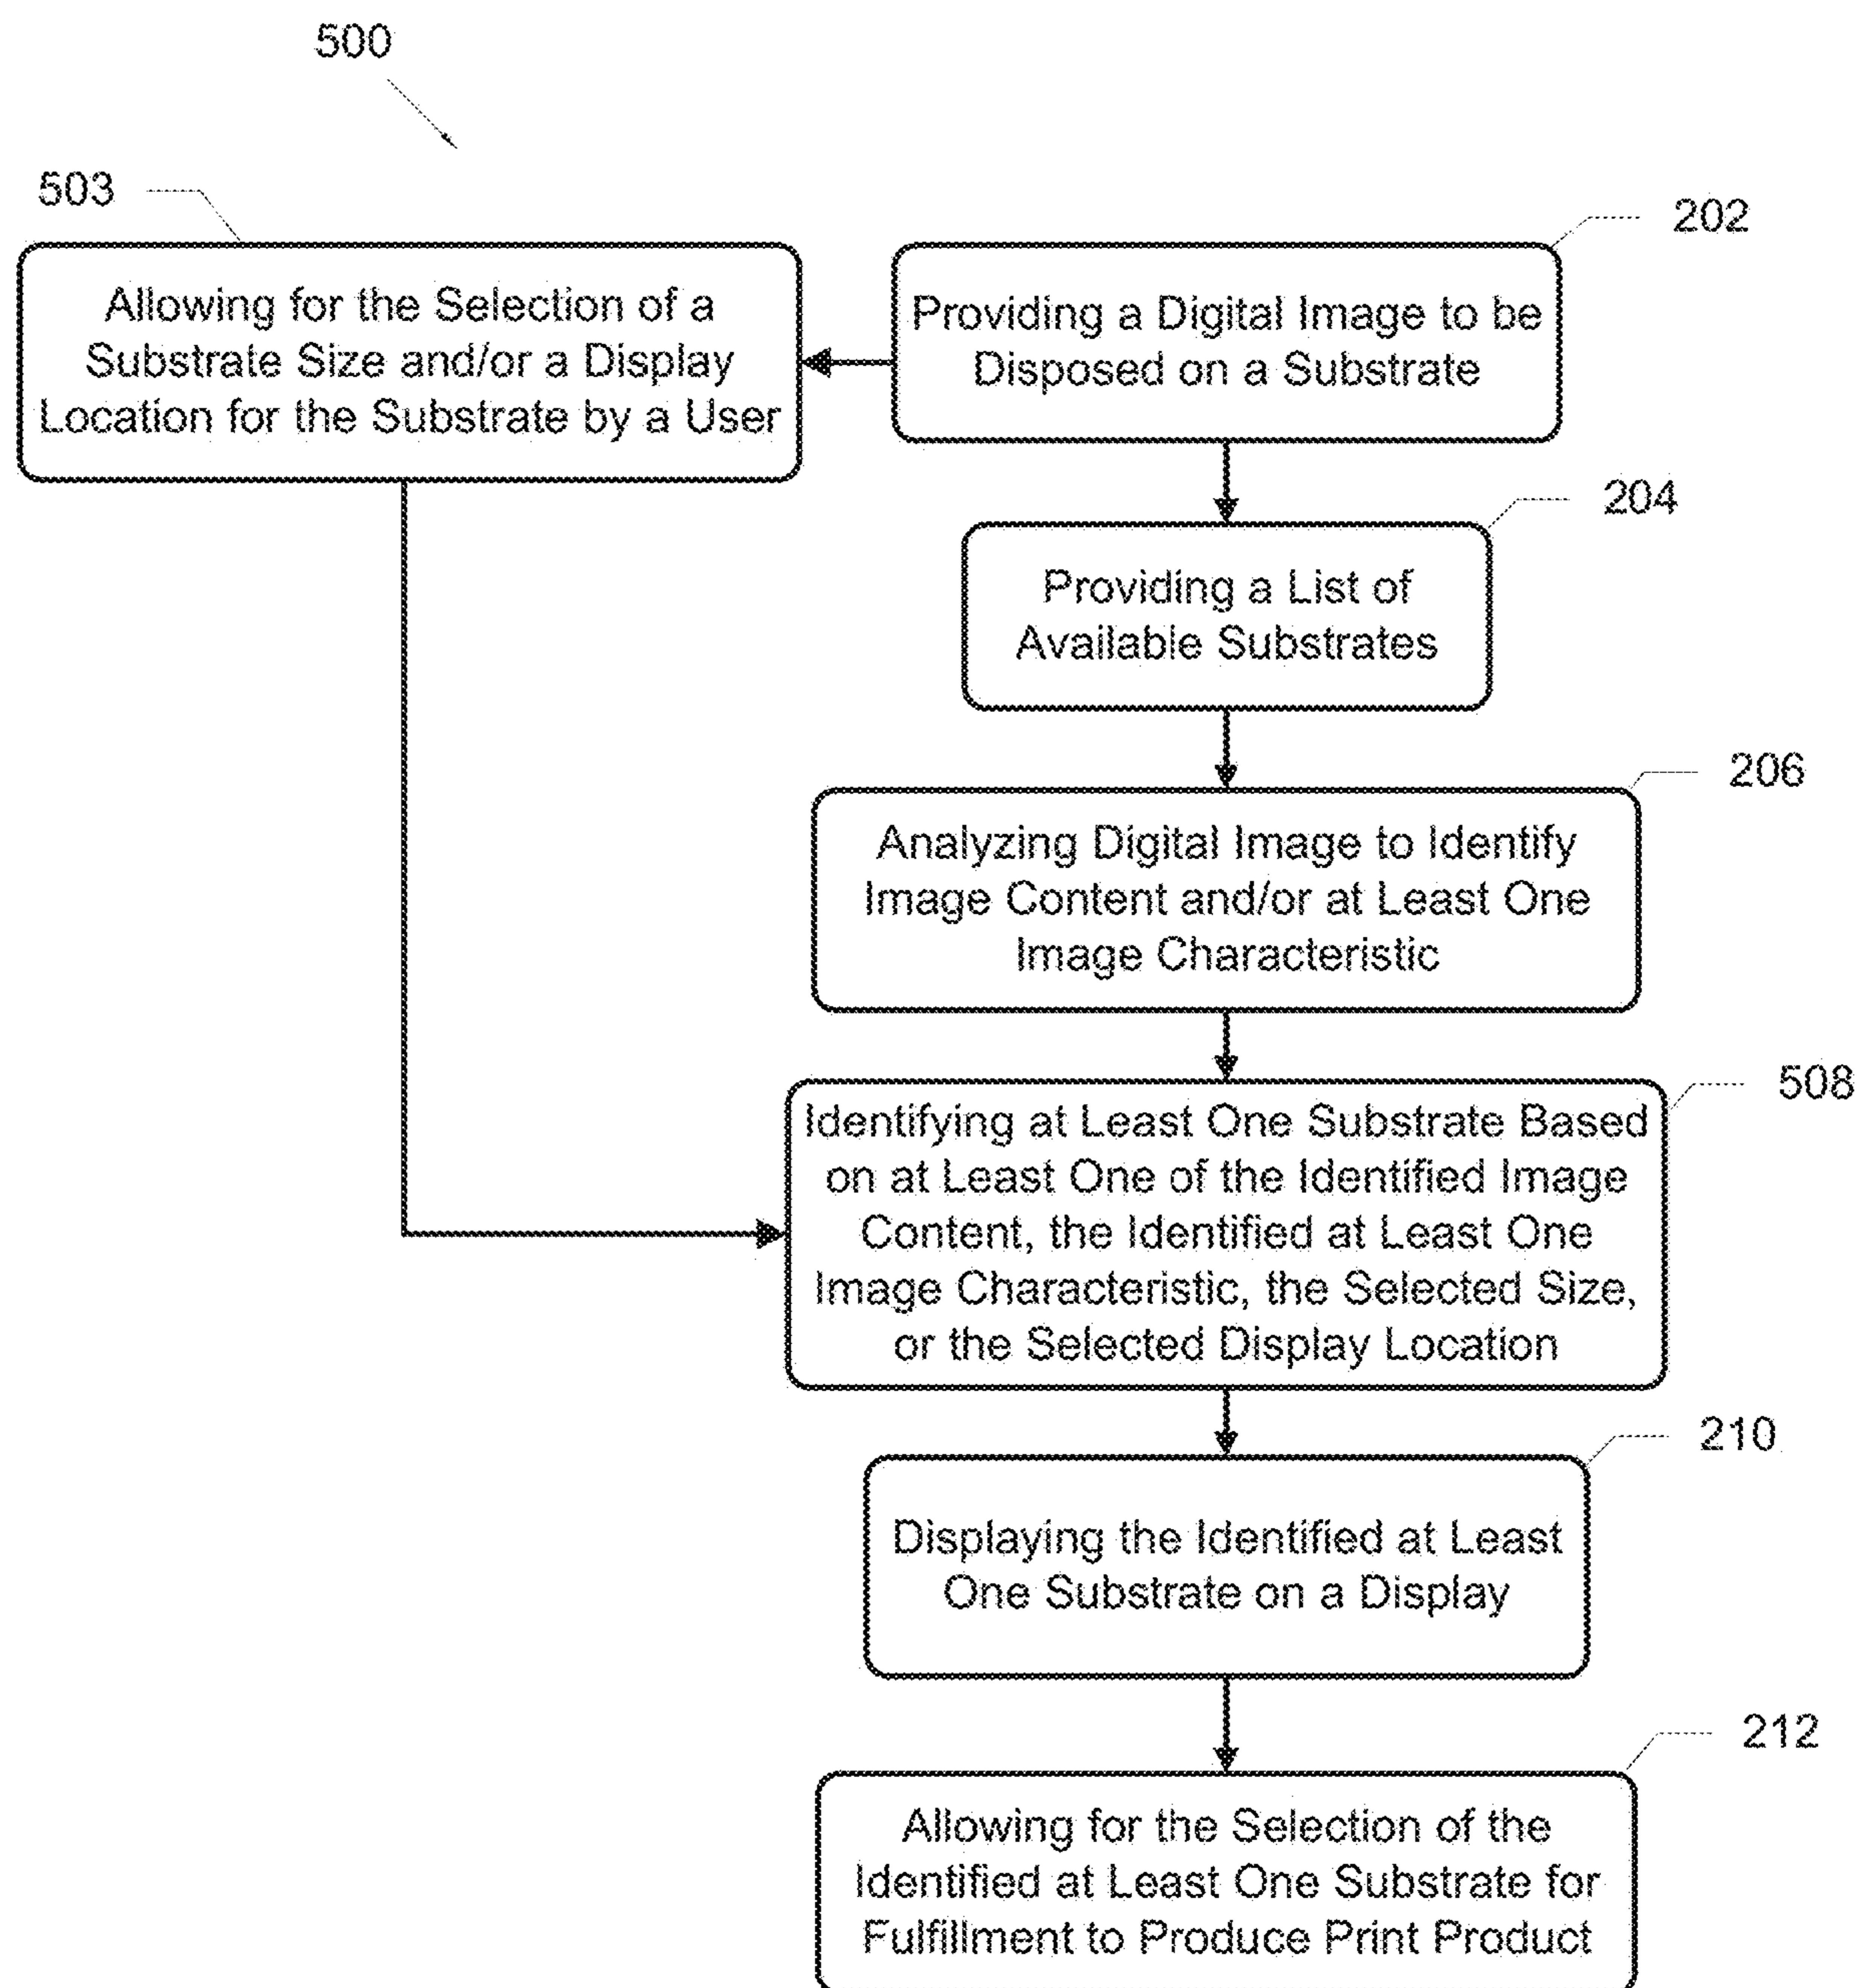 500
503
202
Allowing for the Selection of a
Substrate Size and/or a Display
Location for the Substrate by a User
Providing a Digital Image to be
Disposed on a Substrate
204
Providing a List of
Available Substrates
206
Analyzing Digital Image to Identify
Image Content and/or at Least One
Image Characteristic
508
Identifying at Least One Substrate Based
on at Least One of the Identified Image
Content, the Identified at Least One
Image Characteristic, the Selected Size,
or the Selected Display Location
210
Displaying the Identified at Least
One Substrate on a Display
212
Allowing for the Selection of the
Identified at Least One Substrate for
Fulfillment to Produce Print Product